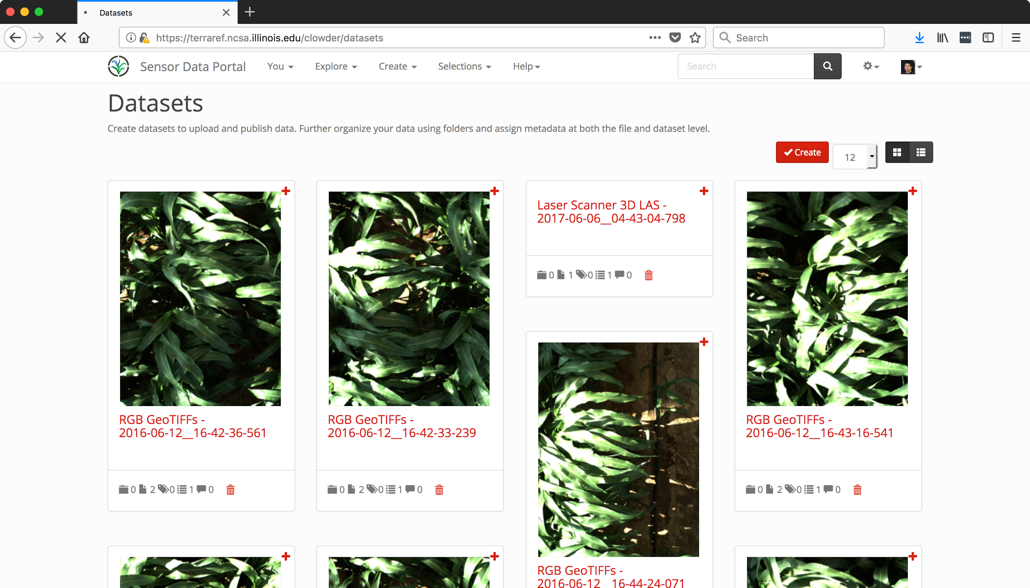 Datasets
https://terraref.ncsa.illinois.edu/clowder/datasets
Search
Sensor Data Portal
You
Explore
Create
Selections
Help
Search
Datasets
Create datasets to upload and publish data. Further organize your data using folders and assign metadata at both the file and dataset level.
Create
12
RGB GeoTIFFs -
2016-06-12__16-42-36-561
0 2 0 1 0
RGB GeoTIFFs -
2016-06-12__16-42-33-239
0 2 0 1 0
Laser Scanner 3D LAS -
2017-06-06__04-43-04-798
0 1 0 1 0
RGB GeoTIFFs -
2016-06-12__16-44-24-071
RGB GeoTIFFs -
2016-06-12__16-43-16-541
0 2 0 1 0